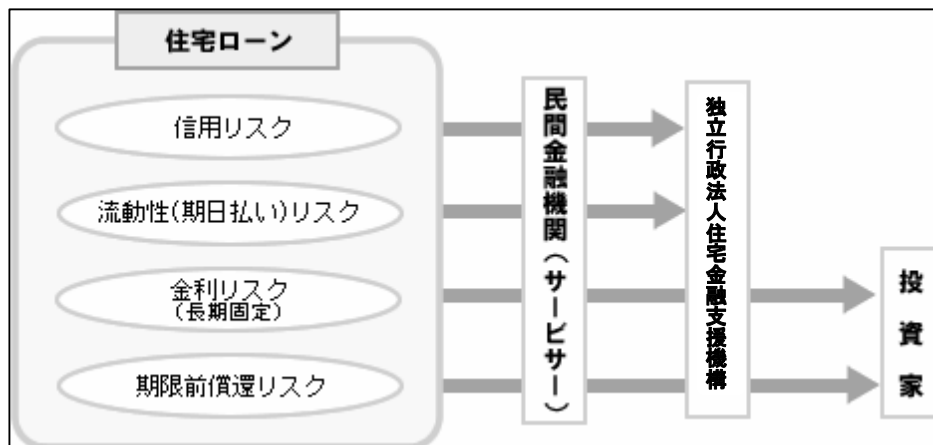 住宅ローン
信用リスク
流動性(期日払い)リスク
金利リスク
(長期固定)
期限前償還リスク
民間金融機関(サービサー)
独立行政法人住宅金融支援機構
投資家